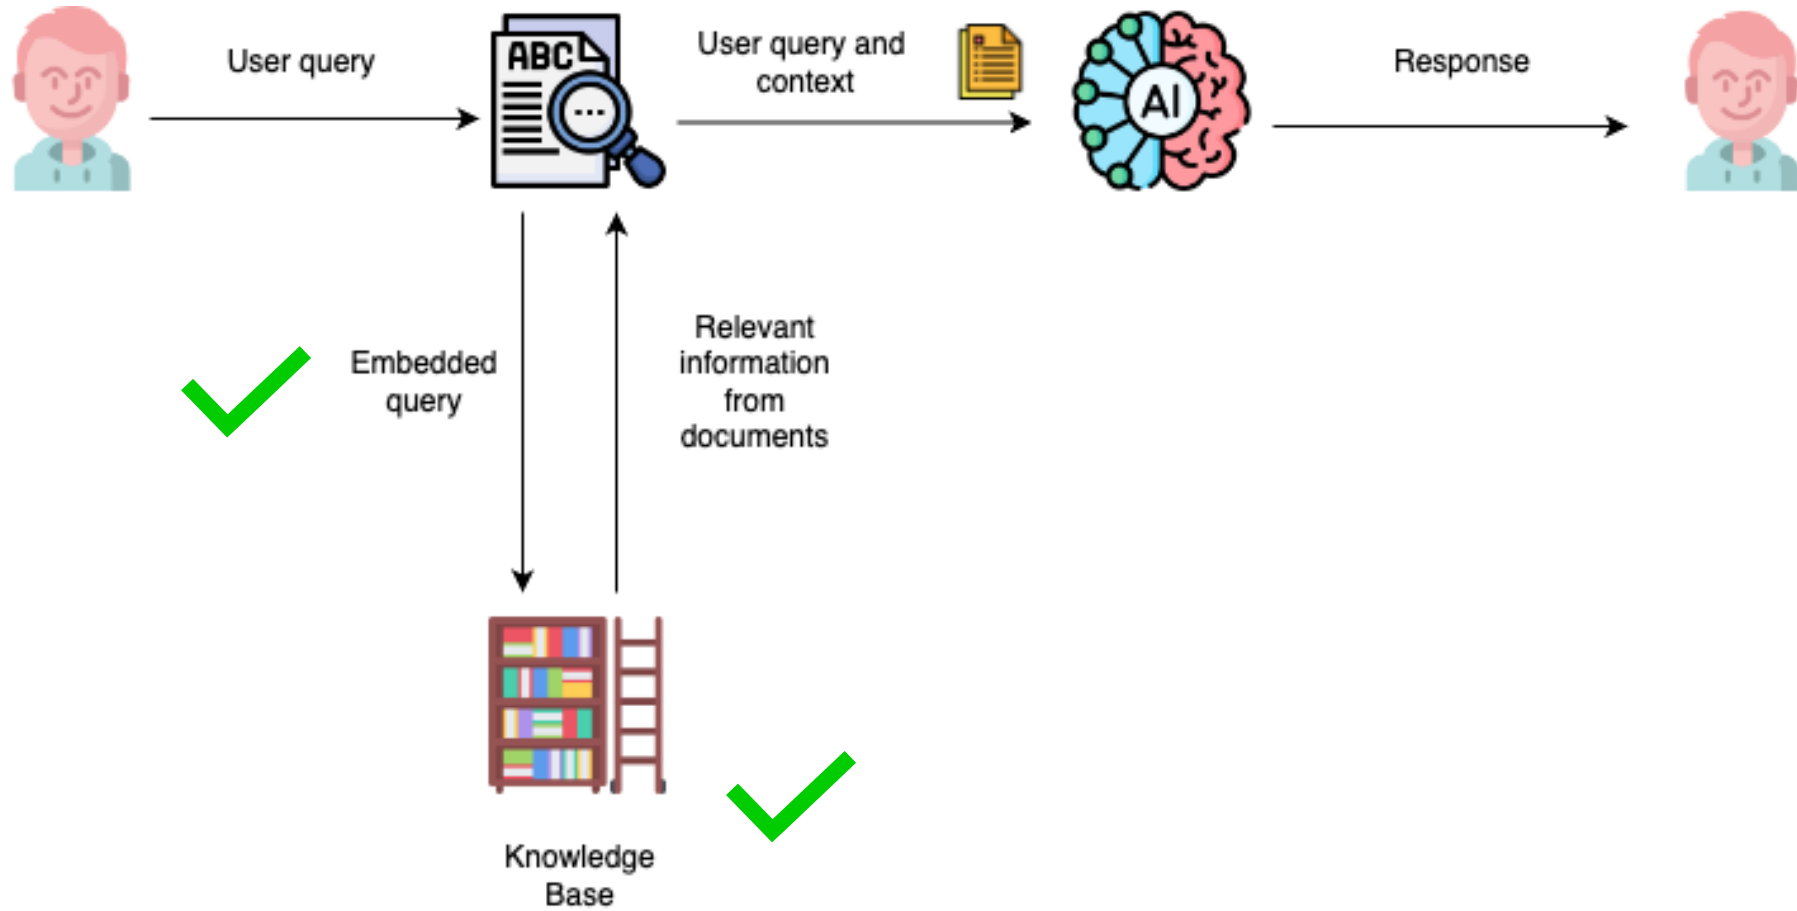 User query
ABC
...
User query and
context
AI
Response
Embedded
query
Relevant
information
from
documents
Knowledge
Base